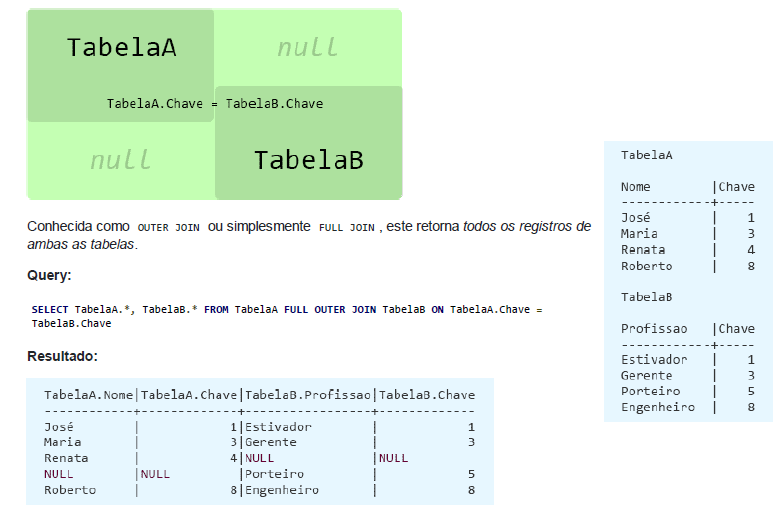 TabelaA
null
TabelaA.Chave = TabelaB.Chave
null
TabelaB
Conhecida como OUTER JOIN ou simplesmente FULL JOIN , este retorna todos os registros de
ambas as tabelas.
Query:
SELECT TabelaA.*, TabelaB.* FROM TabelaA FULL OUTER JOIN TabelaB ON TabelaA.Chave =
TabelaB.Chave
Resultado:
TabelaA.Nome|TabelaA.Chave|TabelaB.Profissao|TabelaB.Chave
------------+-------------+-----------------+-------------
José        |            1|Estivador        |            1
Maria       |            3|Gerente          |            3
Renata      |            4|NULL             |NULL
NULL        |NULL         |Porteiro         |            5
Roberto     |            8|Engenheiro       |            8
TabelaA
Nome        |Chave
------------+-----
José        |    1
Maria       |    3
Renata      |    4
Roberto     |    8
TabelaB
Profissao   |Chave
------------+-----
Estivador   |    1
Gerente     |    3
Porteiro    |    5
Engenheiro  |    8